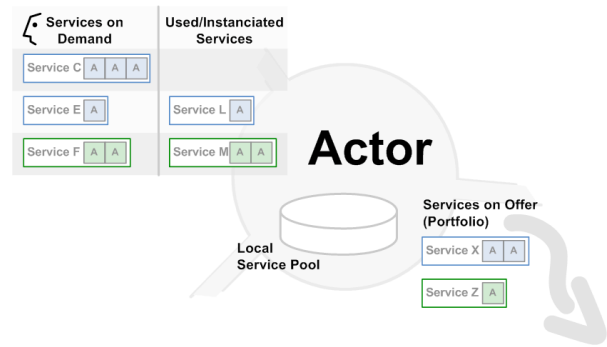 Services on
Demand
Used/Instanciated
Services
Service C A A A
Service E A
Service L A
Service F A A
Service M A A
Actor
Services on Offer
(Portfolio)
Local
Service Pool
Service X A A
Service Z A